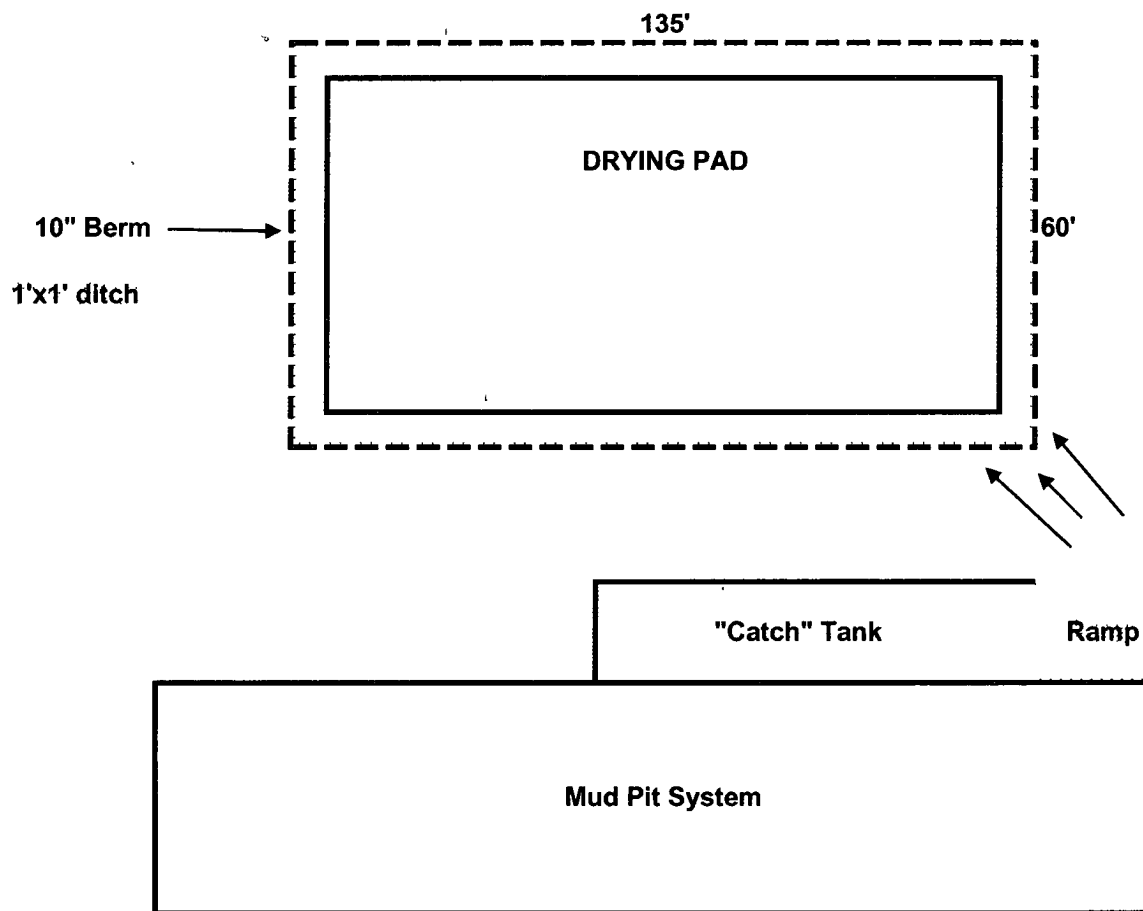 135'
DRYING PAD
10" Berm
60'
1'x1' ditch
"Catch" Tank
Ramp
Mud Pit System